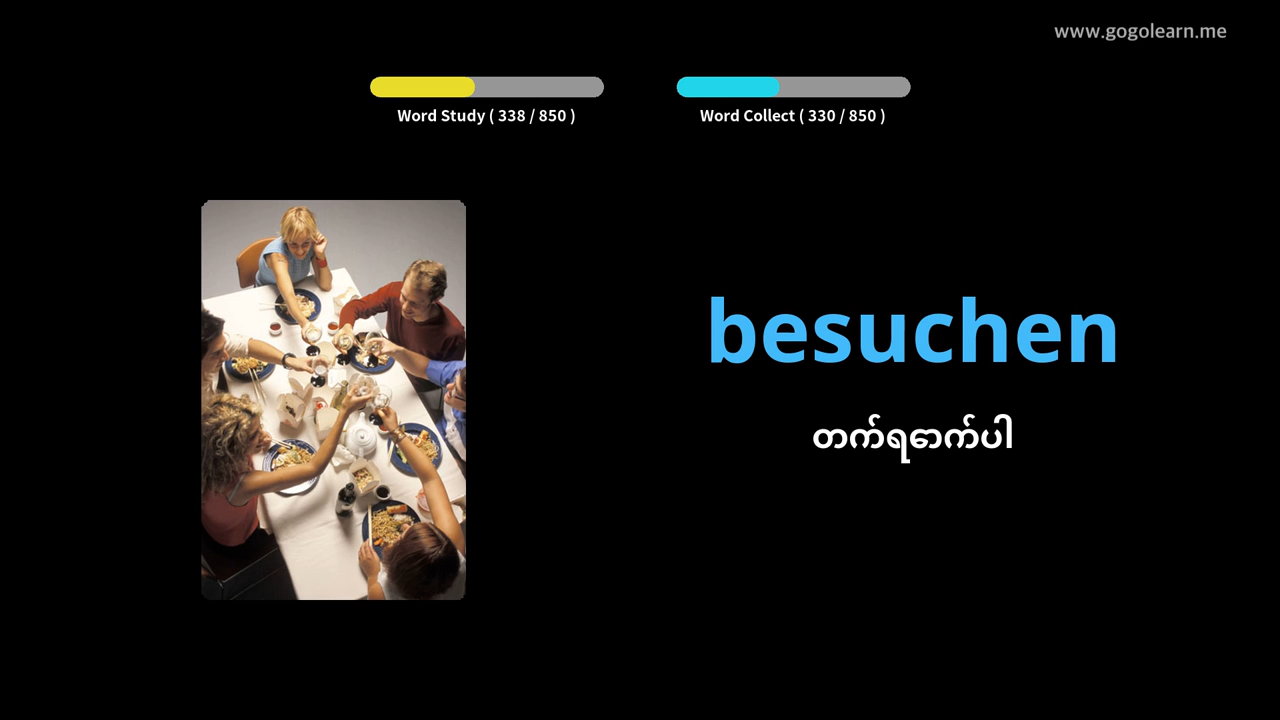 www.gogolearn.me
Word Study ( 338 / 850 )
Word Collect ( 330 / 850 )
besuchen
တက်ရောက်ပါ